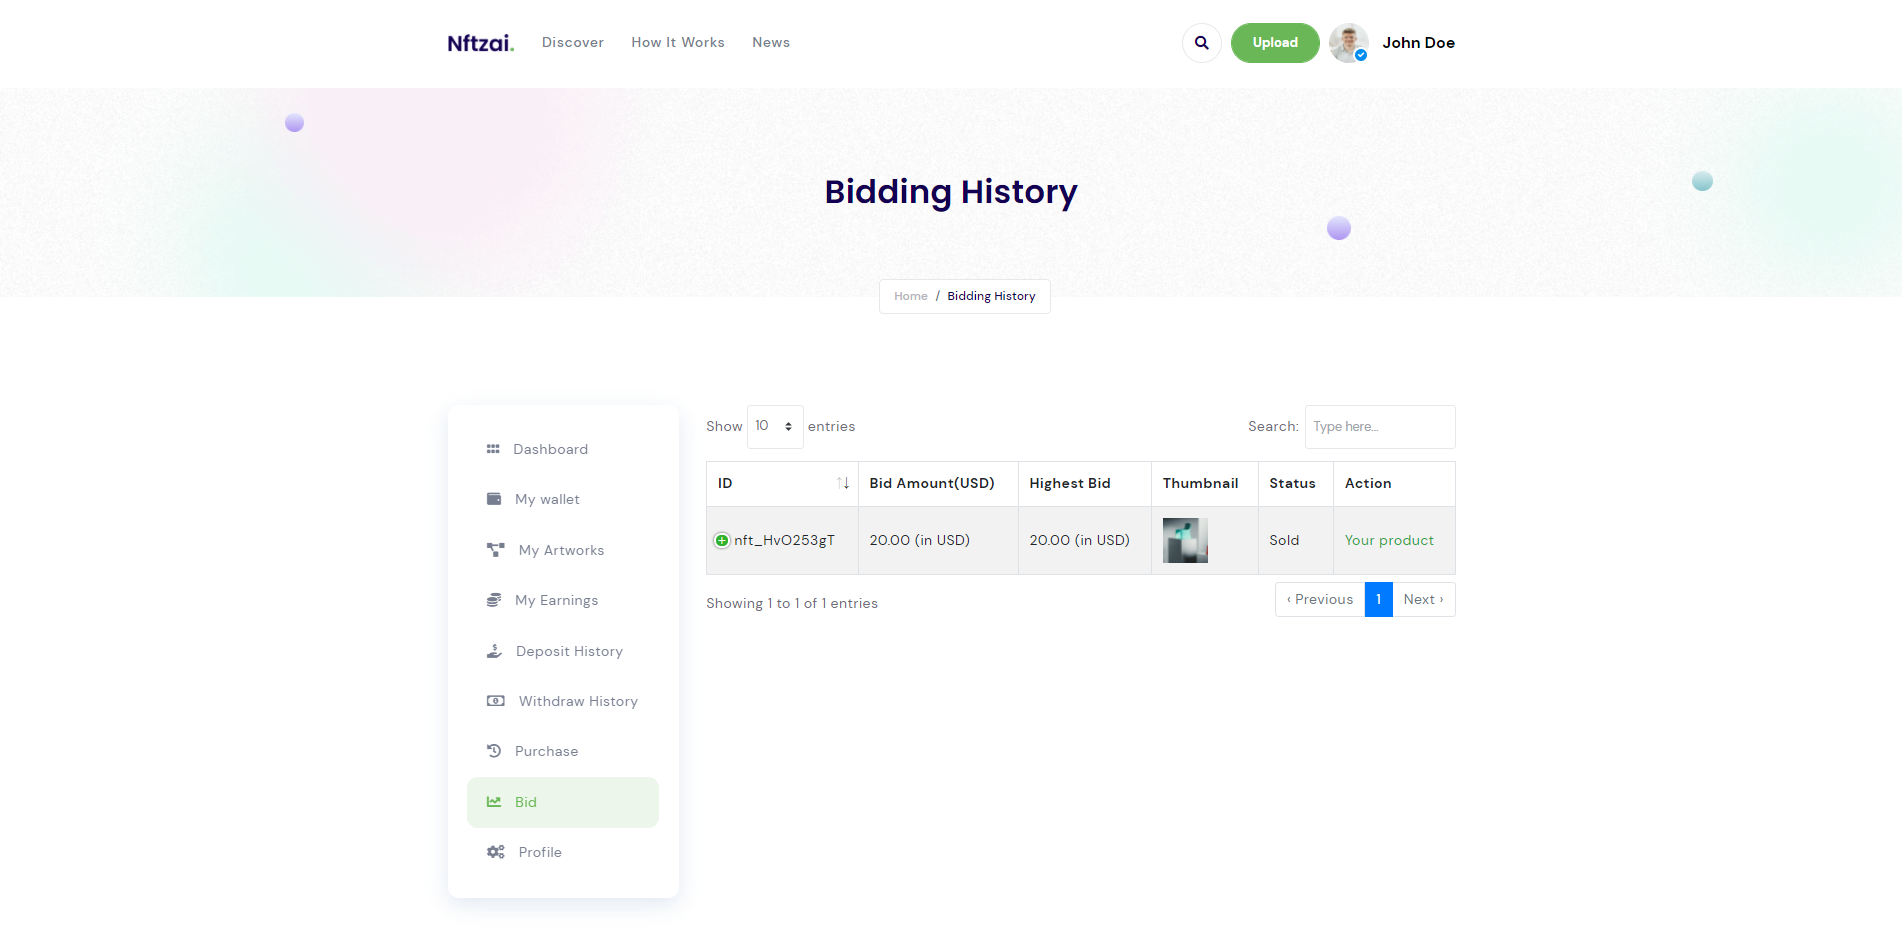 Nftzai.
Discover
How It Works
News
Upload
John Doe
Bidding History
Home / Bidding History
Dashboard
My wallet
My Artworks
My Earnings
Deposit History
Withdraw History
Purchase
Bid
Profile
Show 10 entries
Search: Type here...
ID Bid Amount(USD) Highest Bid Thumbnail Status Action
nft_HvO253gT 20.00 (in USD) 20.00 (in USD) Sold Your product
Showing 1 to 1 of 1 entries
‹ Previous 1 Next ›